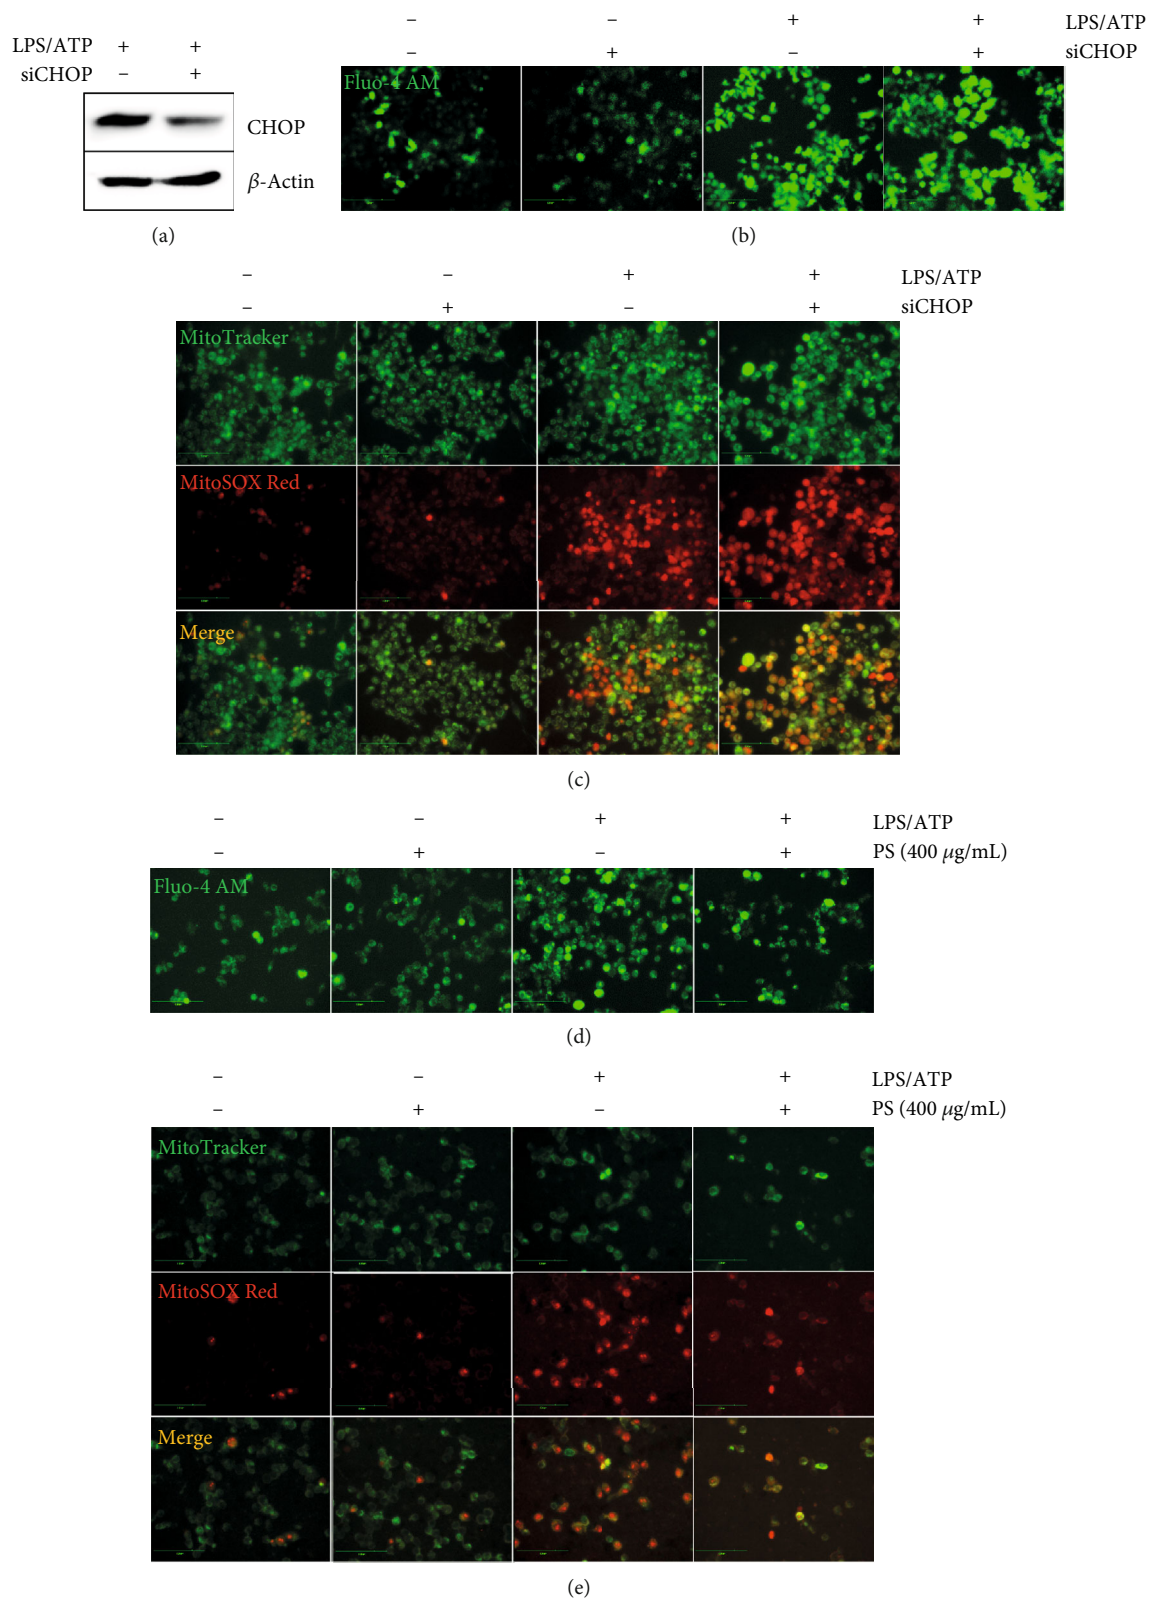 LPS/ATP + +
siCHOP – +
CHOP
β-Actin
(a)
– – + + LPS/ATP
– + – + siCHOP
Fluo-4 AM
(b)
– – + + LPS/ATP
– + – + siCHOP
MitoTracker
MitoSOX Red
Merge
(c)
– – + + LPS/ATP
– + – + PS (400 μg/mL)
Fluo-4 AM
(d)
– – + + LPS/ATP
– + – + PS (400 μg/mL)
MitoTracker
MitoSOX Red
Merge
(e)